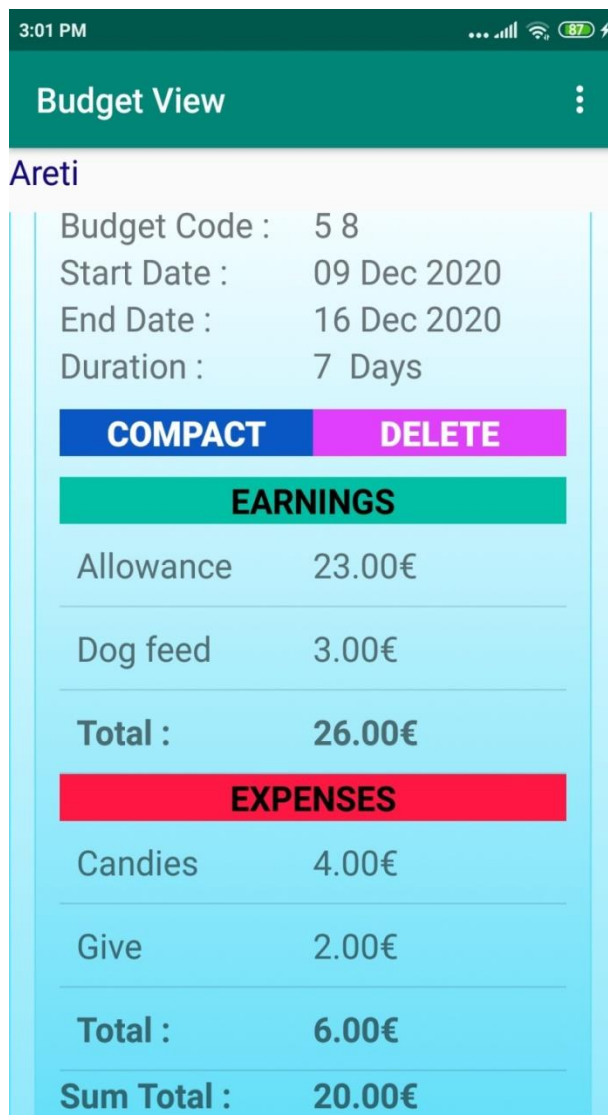 3:01 PM
87
Budget View
Areti
Budget Code : 5 8
Start Date : 09 Dec 2020
End Date : 16 Dec 2020
Duration : 7 Days
COMPACT DELETE
EARNINGS
Allowance 23.00€
Dog feed 3.00€
Total : 26.00€
EXPENSES
Candies 4.00€
Give 2.00€
Total : 6.00€
Sum Total : 20.00€